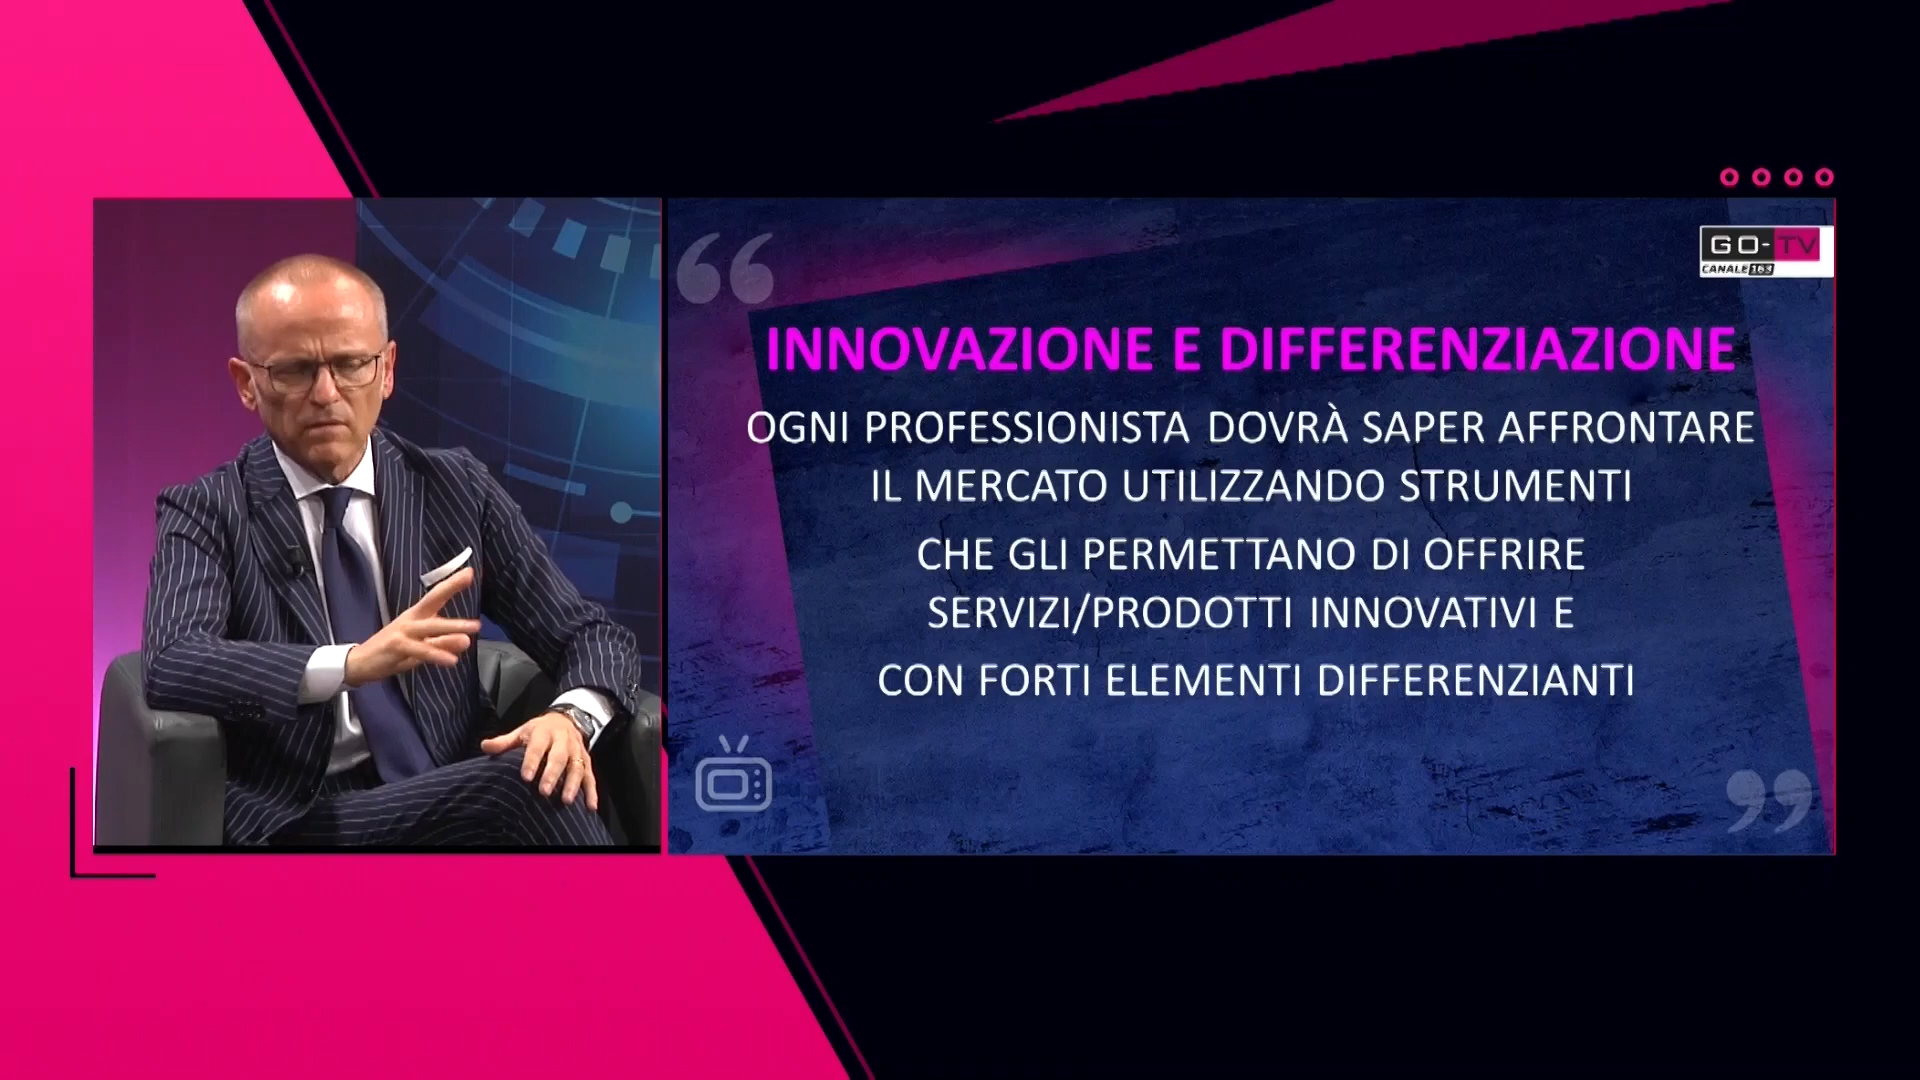 GO-TV
CANALE 163
INNOVAZIONE E DIFFERENZIAZIONE
OGNI PROFESSIONISTA DOVRÀ SAPER AFFRONTARE
IL MERCATO UTILIZZANDO STRUMENTI
CHE GLI PERMETTANO DI OFFRIRE
SERVIZI/PRODOTTI INNOVATIVI E
CON FORTI ELEMENTI DIFFERENZIANTI